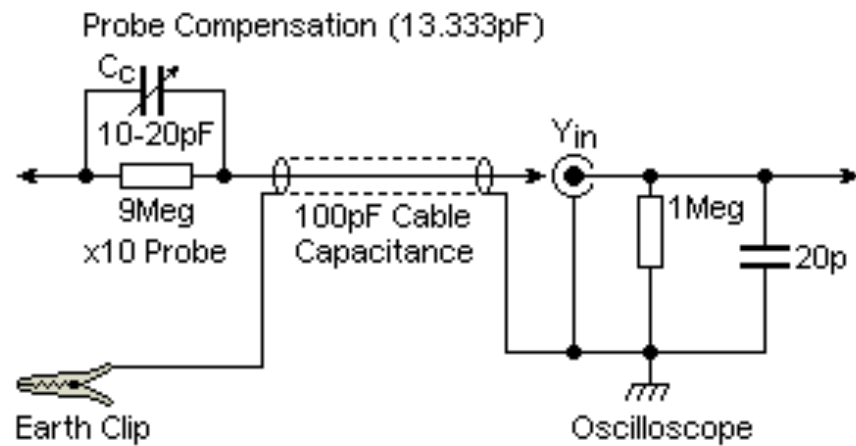 Probe Compensation (13.333pF)
Cc
10-20pF
9Meg
x10 Probe
100pF Cable
Capacitance
Yin
1Meg
20p
Earth Clip
Oscilloscope